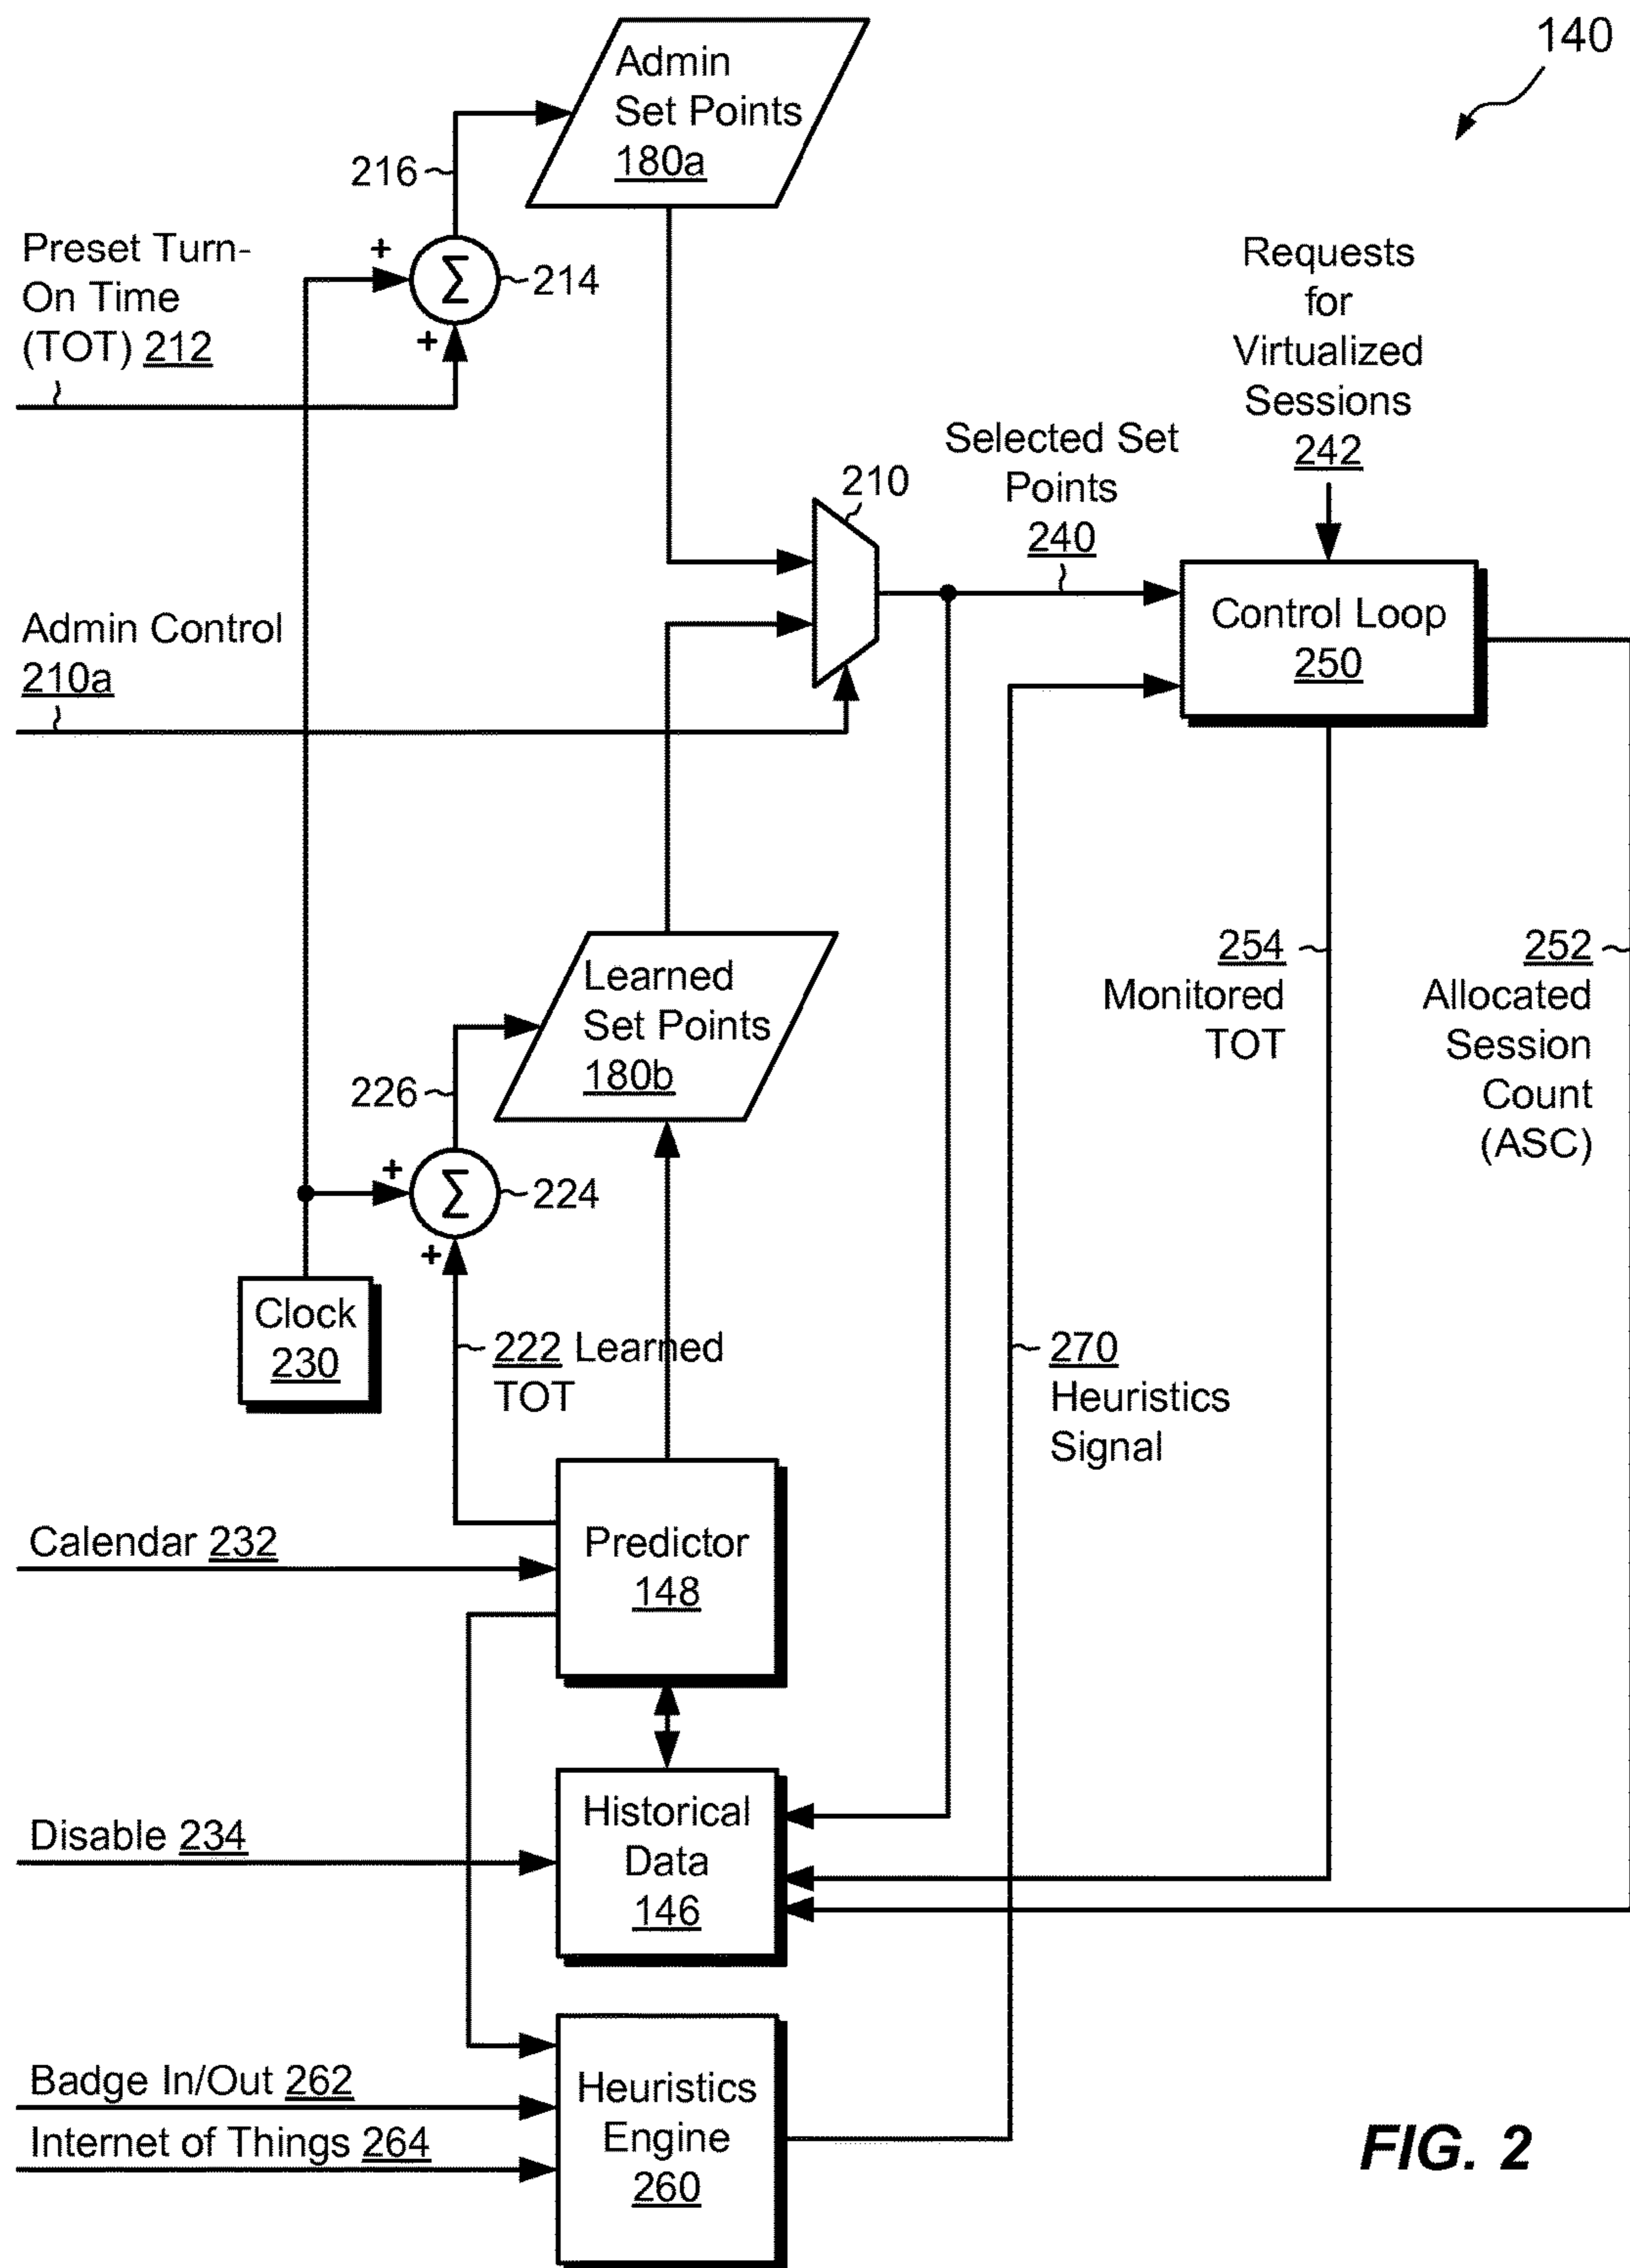 140
Admin
Set Points
180a
216
Preset Turn-
On Time
(TOT) 212
+
Σ
214
+
Requests
for
Virtualized
Sessions
242
Selected Set
Points
240
210
Control Loop
250
Admin Control
210a
254
Monitored
TOT
252
Allocated
Session
Count
(ASC)
Learned
Set Points
180b
226
+
Σ
224
+
Clock
230
222 Learned
TOT
270
Heuristics
Signal
Calendar 232
Predictor
148
Disable 234
Historical
Data
146
Badge In/Out 262
Internet of Things 264
Heuristics
Engine
260
FIG. 2